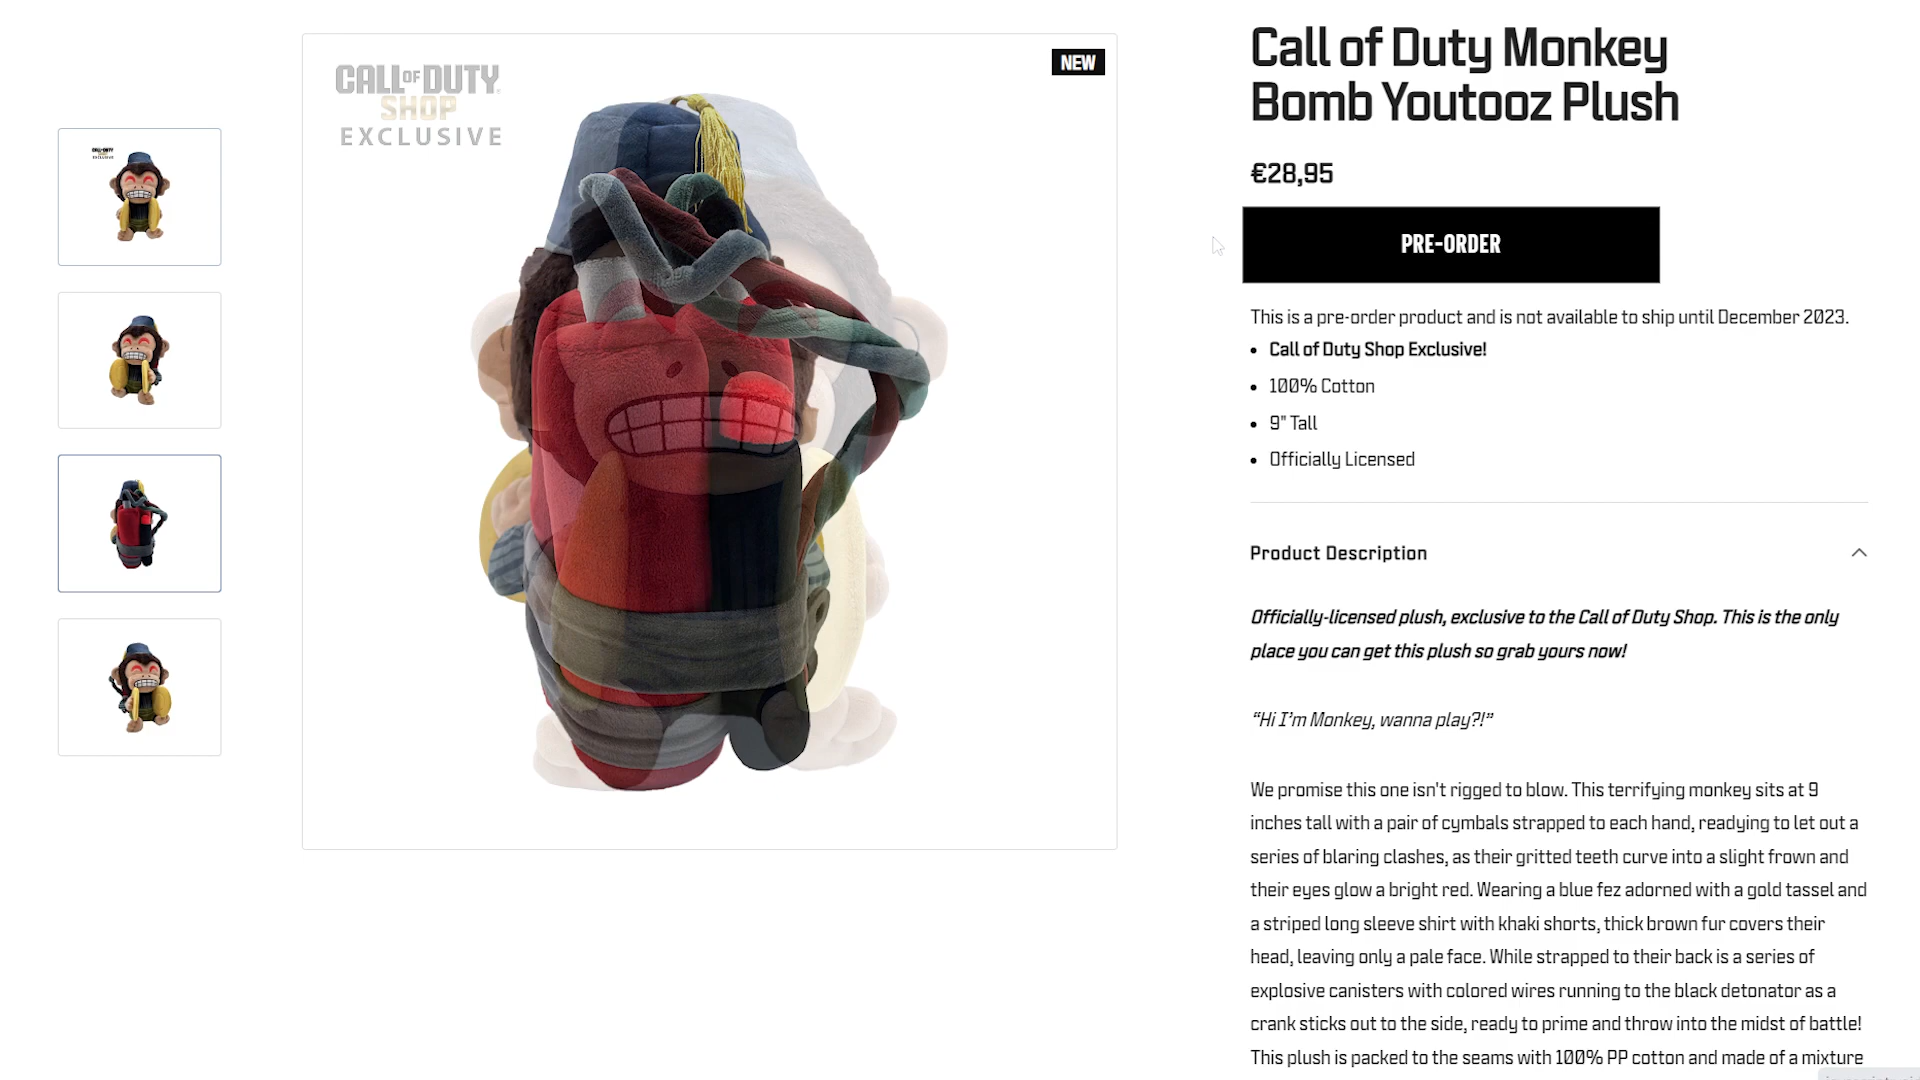 CALL OF DUTY
SHOP
EXCLUSIVE
NEW
Call of Duty Monkey
Bomb Youtooz Plush
€28,95
PRE-ORDER
This is a pre-order product and is not available to ship until December 2023.
• Call of Duty Shop Exclusive!
• 100% Cotton
• 9" Tall
• Officially Licensed
Product Description
Officially-licensed plush, exclusive to the Call of Duty Shop. This is the only
place you can get this plush so grab yours now!
“Hi I’m Monkey, wanna play?!”
We promise this one isn't rigged to blow. This terrifying monkey sits at 9
inches tall with a pair of cymbals strapped to each hand, readying to let out a
series of blaring clashes, as their gritted teeth curve into a slight frown and
their eyes glow a bright red. Wearing a blue fez adorned with a gold tassel and
a striped long sleeve shirt with khaki shorts, thick brown fur covers their
head, leaving only a pale face. While strapped to their back is a series of
explosive canisters with colored wires running to the black detonator as a
crank sticks out to the side, ready to prime and throw into the midst of battle!
This plush is packed to the seams with 100% PP cotton and made of a mixture